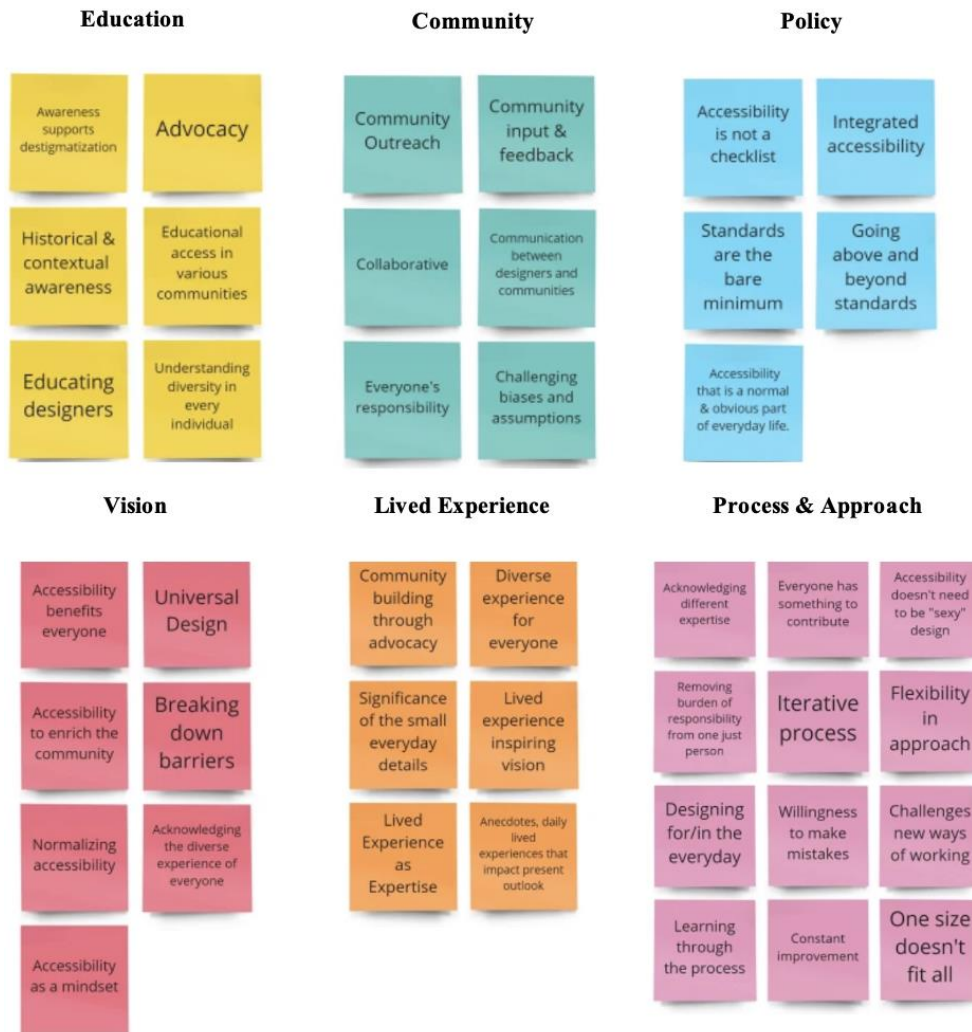 Education
Awareness
supports
destigmatization
Advocacy
Historical &
contextual
awareness
Educational
access in
various
communities
Educating
designers
Understanding
diversity in
every
individual
Community
Community
Outreach
Community
input &
feedback
Collaborative
Communication
between
designers and
communities
Everyone's
responsibility
Challenging
biases and
assumptions
Policy
Accessibility
is not a
checklist
Integrated
accessibility
Standards
are the
bare
minimum
Going
above and
beyond
standards
Accessibility
that is a normal
& obvious part
of everyday life.
Vision
Accessibility
benefits
everyone
Universal
Design
Accessibility
to enrich the
community
Breaking
down
barriers
Normalizing
accessibility
Acknowledging
the diverse
experience of
everyone
Accessibility
as a mindset
Lived Experience
Community
building
through
advocacy
Diverse
experience
for
everyone
Significance
of the small
everyday
details
Lived
experience
inspiring
vision
Lived
Experience
as
Expertise
Anecdotes, daily
lived
experiences that
impact present
outlook
Process & Approach
Acknowledging
different
expertise
Everyone has
something to
contribute
Accessibility
doesn't need
to be "sexy"
design
Removing
burden of
responsibility
from one just
person
Iterative
process
Flexibility
in
approach
Designing
for/in the
everyday
Willingness
to make
mistakes
Challenges
new ways
of working
Learning
through
the process
Constant
improvement
One size
doesn't
fit all